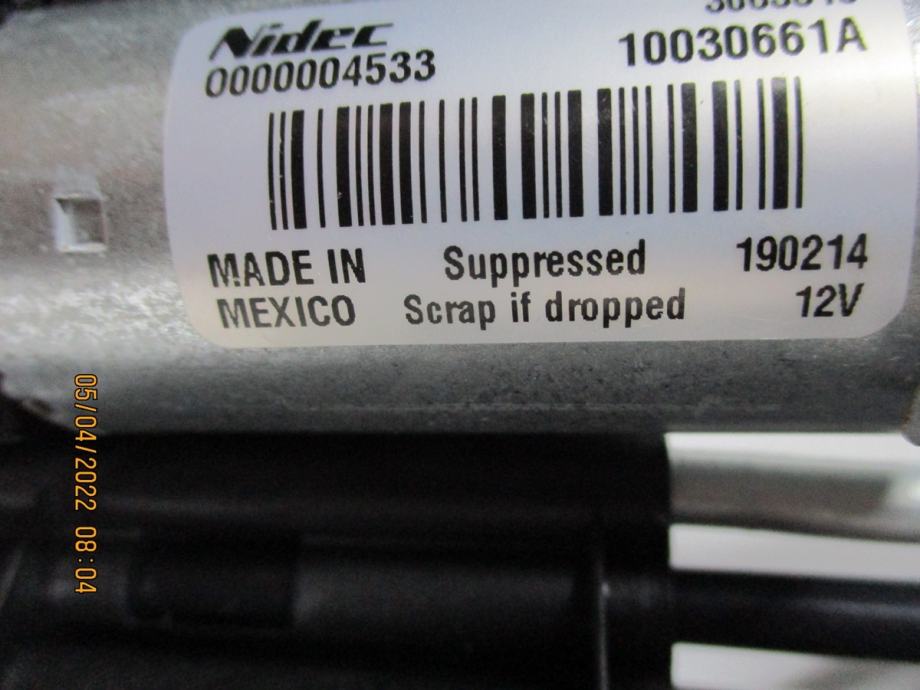 Nidec
0000004533
10030661A
MADE IN
MEXICO
Suppressed
Scrap if dropped
190214
12V
05/04/2022 08:04